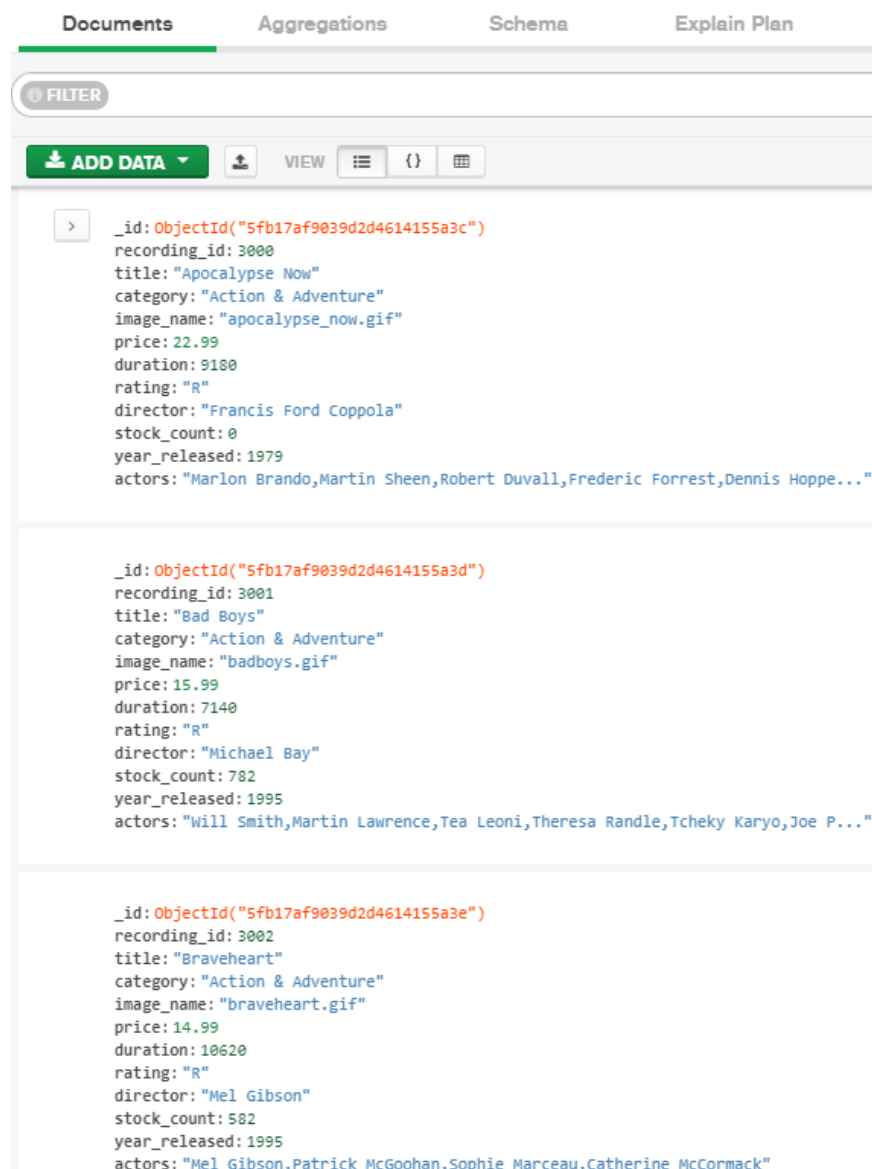 Documents Aggregations Schema Explain Plan
FILTER
ADD DATA VIEW {}
_id: ObjectId("5fb17af9039d2d4614155a3c")
recording_id: 3000
title: "Apocalypse Now"
category: "Action & Adventure"
image_name: "apocalypse_now.gif"
price: 22.99
duration: 9180
rating: "R"
director: "Francis Ford Coppola"
stock_count: 0
year_released: 1979
actors: "Marlon Brando,Martin Sheen,Robert Duvall,Frederic Forrest,Dennis Hoppe..."
_id: ObjectId("5fb17af9039d2d4614155a3d")
recording_id: 3001
title: "Bad Boys"
category: "Action & Adventure"
image_name: "badboys.gif"
price: 15.99
duration: 7140
rating: "R"
director: "Michael Bay"
stock_count: 782
year_released: 1995
actors: "Will Smith,Martin Lawrence,Tea Leoni,Theresa Randle,Tcheky Karyo,Joe P..."
_id: ObjectId("5fb17af9039d2d4614155a3e")
recording_id: 3002
title: "Braveheart"
category: "Action & Adventure"
image_name: "braveheart.gif"
price: 14.99
duration: 10620
rating: "R"
director: "Mel Gibson"
stock_count: 582
year_released: 1995
actors: "Mel Gibson,Patrick McGoohan,Sophie Marceau,Catherine McCormack"